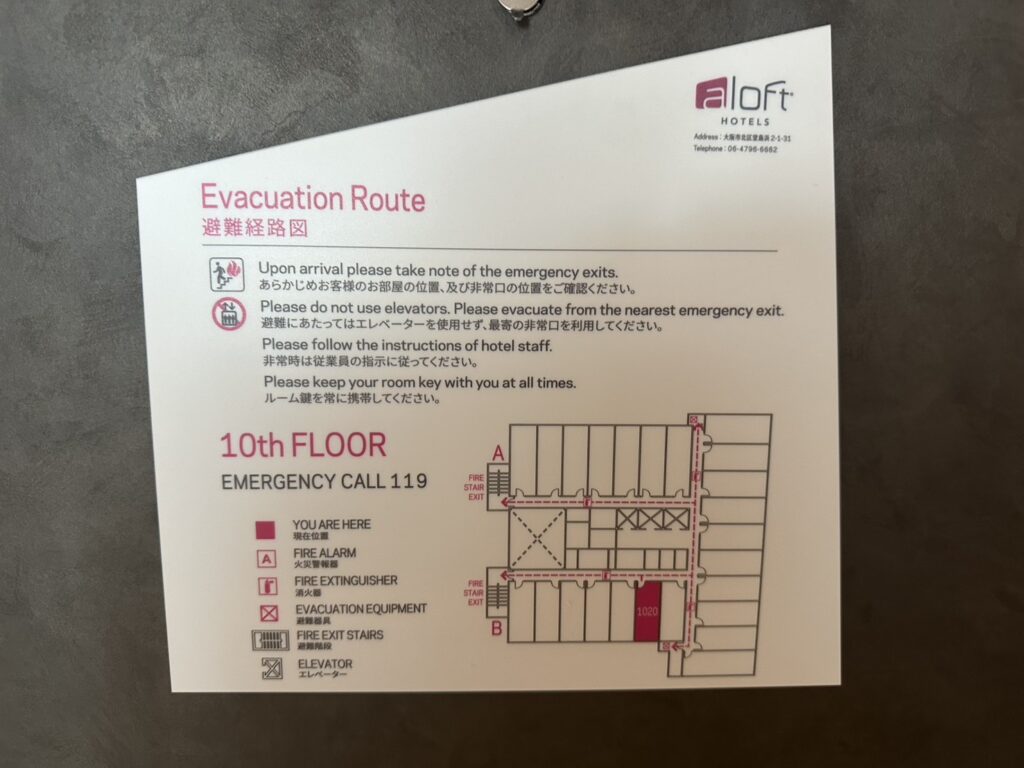 aloft
HOTELS
Address : 大阪市北区堂島浜 2-1-31
Telephone : 06-4796-6662
Evacuation Route
避難経路図
Upon arrival please take note of the emergency exits.
あらかじめお客様のお部屋の位置、及び非常口の位置をご確認ください。
Please do not use elevators. Please evacuate from the nearest emergency exit.
避難にあたってはエレベーターを使用せず、最寄の非常口を利用してください。
Please follow the instructions of hotel staff.
非常時は従業員の指示に従ってください。
Please keep your room key with you at all times.
ルーム鍵を常に携帯してください。
10th FLOOR
EMERGENCY CALL 119
YOU ARE HERE
現在位置
A
FIRE ALARM
火災警報器
FIRE EXTINGUISHER
消火器
EVACUATION EQUIPMENT
避難器具
FIRE EXIT STAIRS
避難階段
ELEVATOR
エレベーター
A
FIRE
STAIR
EXIT
FIRE
STAIR
EXIT
B
1020